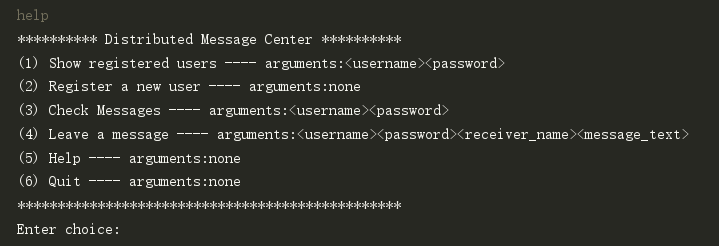 help
********** Distributed Message Center **********
(1) Show registered users ---- arguments:<username><password>
(2) Register a new user ---- arguments:none
(3) Check Messages ---- arguments:<username><password>
(4) Leave a message ---- arguments:<username><password><receiver_name><message_text>
(5) Help ---- arguments:none
(6) Quit ---- arguments:none
************************************************
Enter choice: